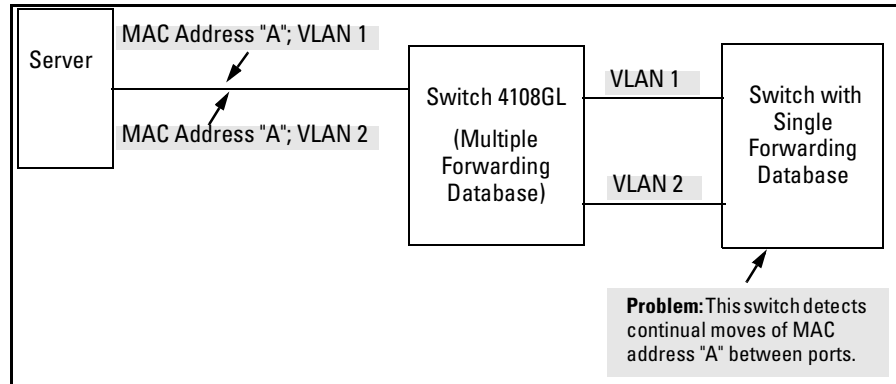 MAC Address "A"; VLAN 1
Server
MAC Address "A"; VLAN 2
Switch 4108GL
(Multiple
Forwarding
Database)
VLAN 1
VLAN 2
Switch with
Single
Forwarding
Database
Problem: This switch detects
continual moves of MAC
address "A" between ports.